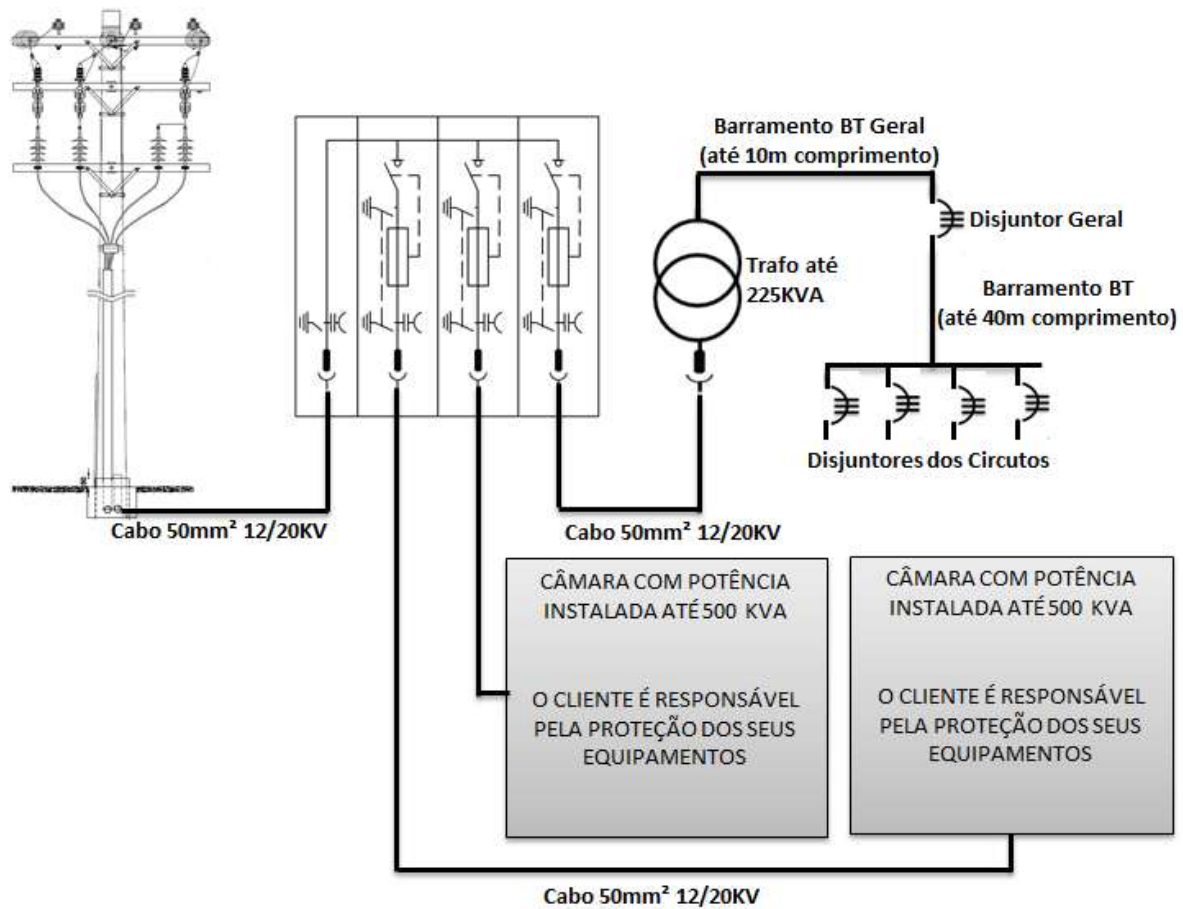 Barramento BT Geral
(até 10m comprimento)
Disjuntor Geral
Trafo até
225KVA
Barramento BT
(até 40m comprimento)
Disjuntores dos Circutos
Cabo 50mm² 12/20KV
Cabo 50mm² 12/20KV
CÂMARA COM POTÊNCIA
INSTALADA ATÉ 500 KVA
O CLIENTE É RESPONSÁVEL
PELA PROTEÇÃO DOS SEUS
EQUIPAMENTOS
CÂMARA COM POTÊNCIA
INSTALADA ATÉ 500 KVA
O CLIENTE É RESPONSÁVEL
PELA PROTEÇÃO DOS SEUS
EQUIPAMENTOS
Cabo 50mm² 12/20KV